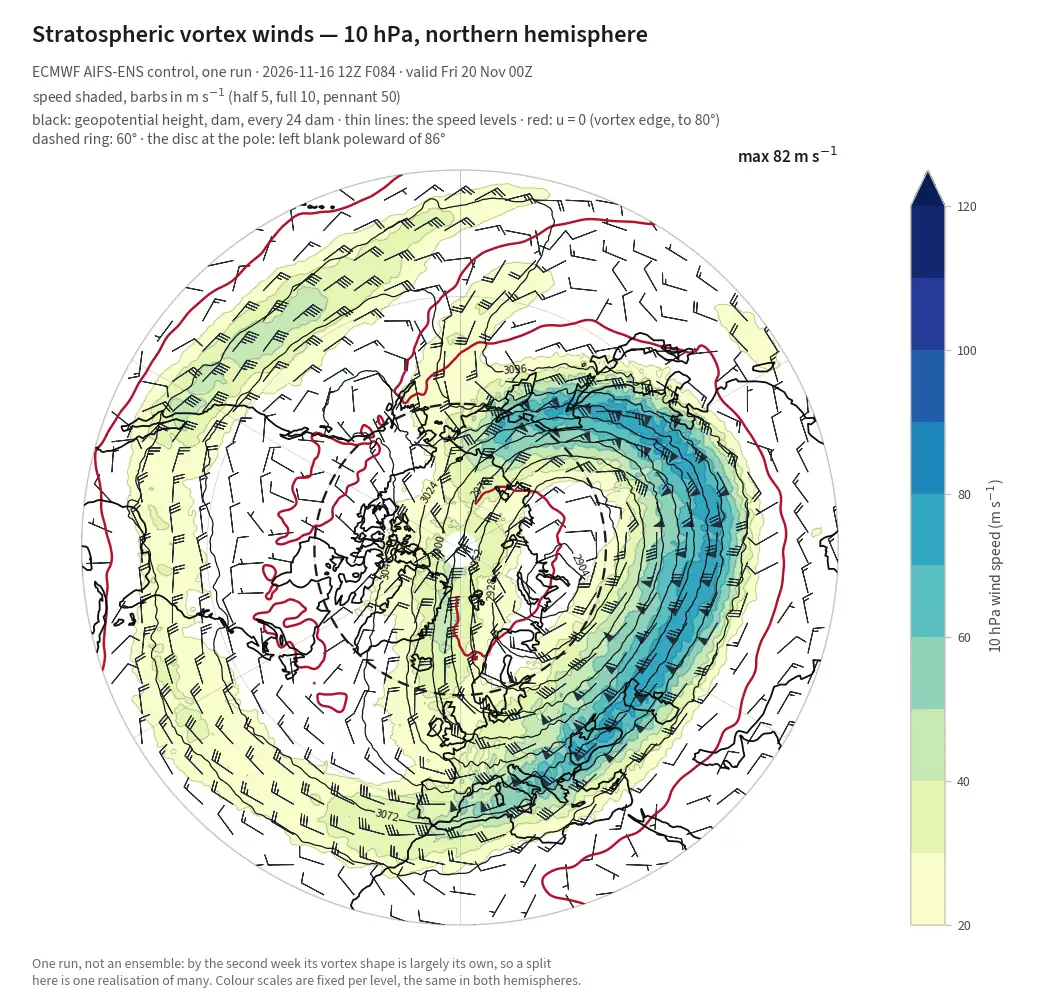 Stratospheric vortex winds — 10 hPa, northern hemisphere
ECMWF AIFS-ENS control, one run · 2026-11-16 12Z F084 · valid Fri 20 Nov 00Z
speed shaded, barbs in m s⁻¹ (half 5, full 10, pennant 50)
black: geopotential height, dam, every 24 dam · thin lines: the speed levels · red: u = 0 (vortex edge, to 80°)
dashed ring: 60° · the disc at the pole: left blank poleward of 86°
max 82 m s⁻¹
120
100
80
60
40
20
10 hPa wind speed (m s⁻¹)
3096
3024
2904
3072
One run, not an ensemble: by the second week its vortex shape is largely its own, so a split
here is one realisation of many. Colour scales are fixed per level, the same in both hemispheres.